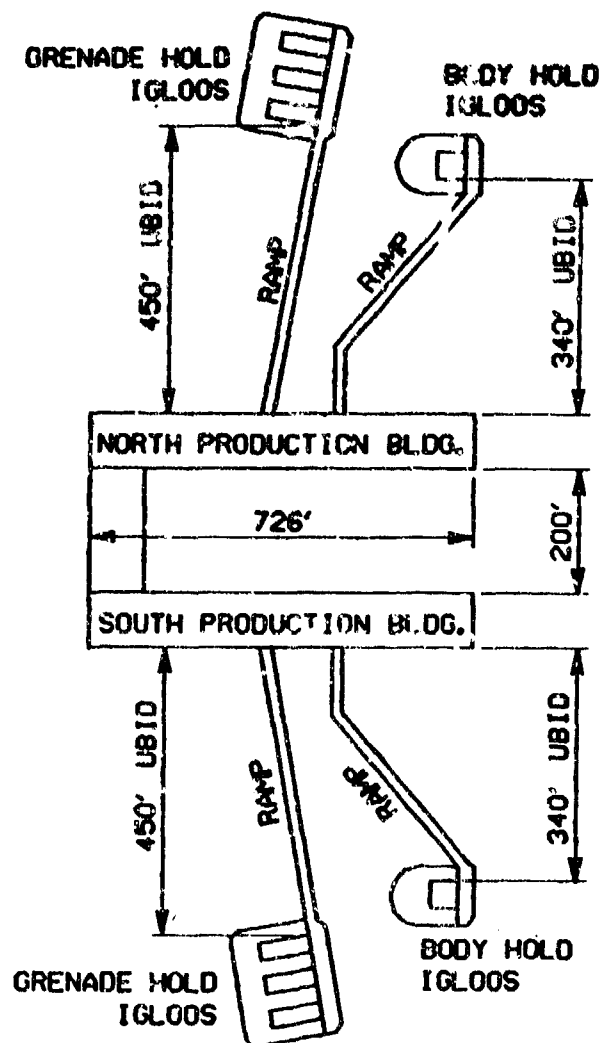 GRENADE HOLD
IGLOOS
BODY HOLD
IGLOOS
450' UBID
RAMP
RAMP
340' UBID
NORTH PRODUCTION BLDG.
726'
200'
SOUTH PRODUCTION BLDG.
450' UBID
RAMP
RAMP
340' UBID
GRENADE HOLD
IGLOOS
BODY HOLD
IGLOOS